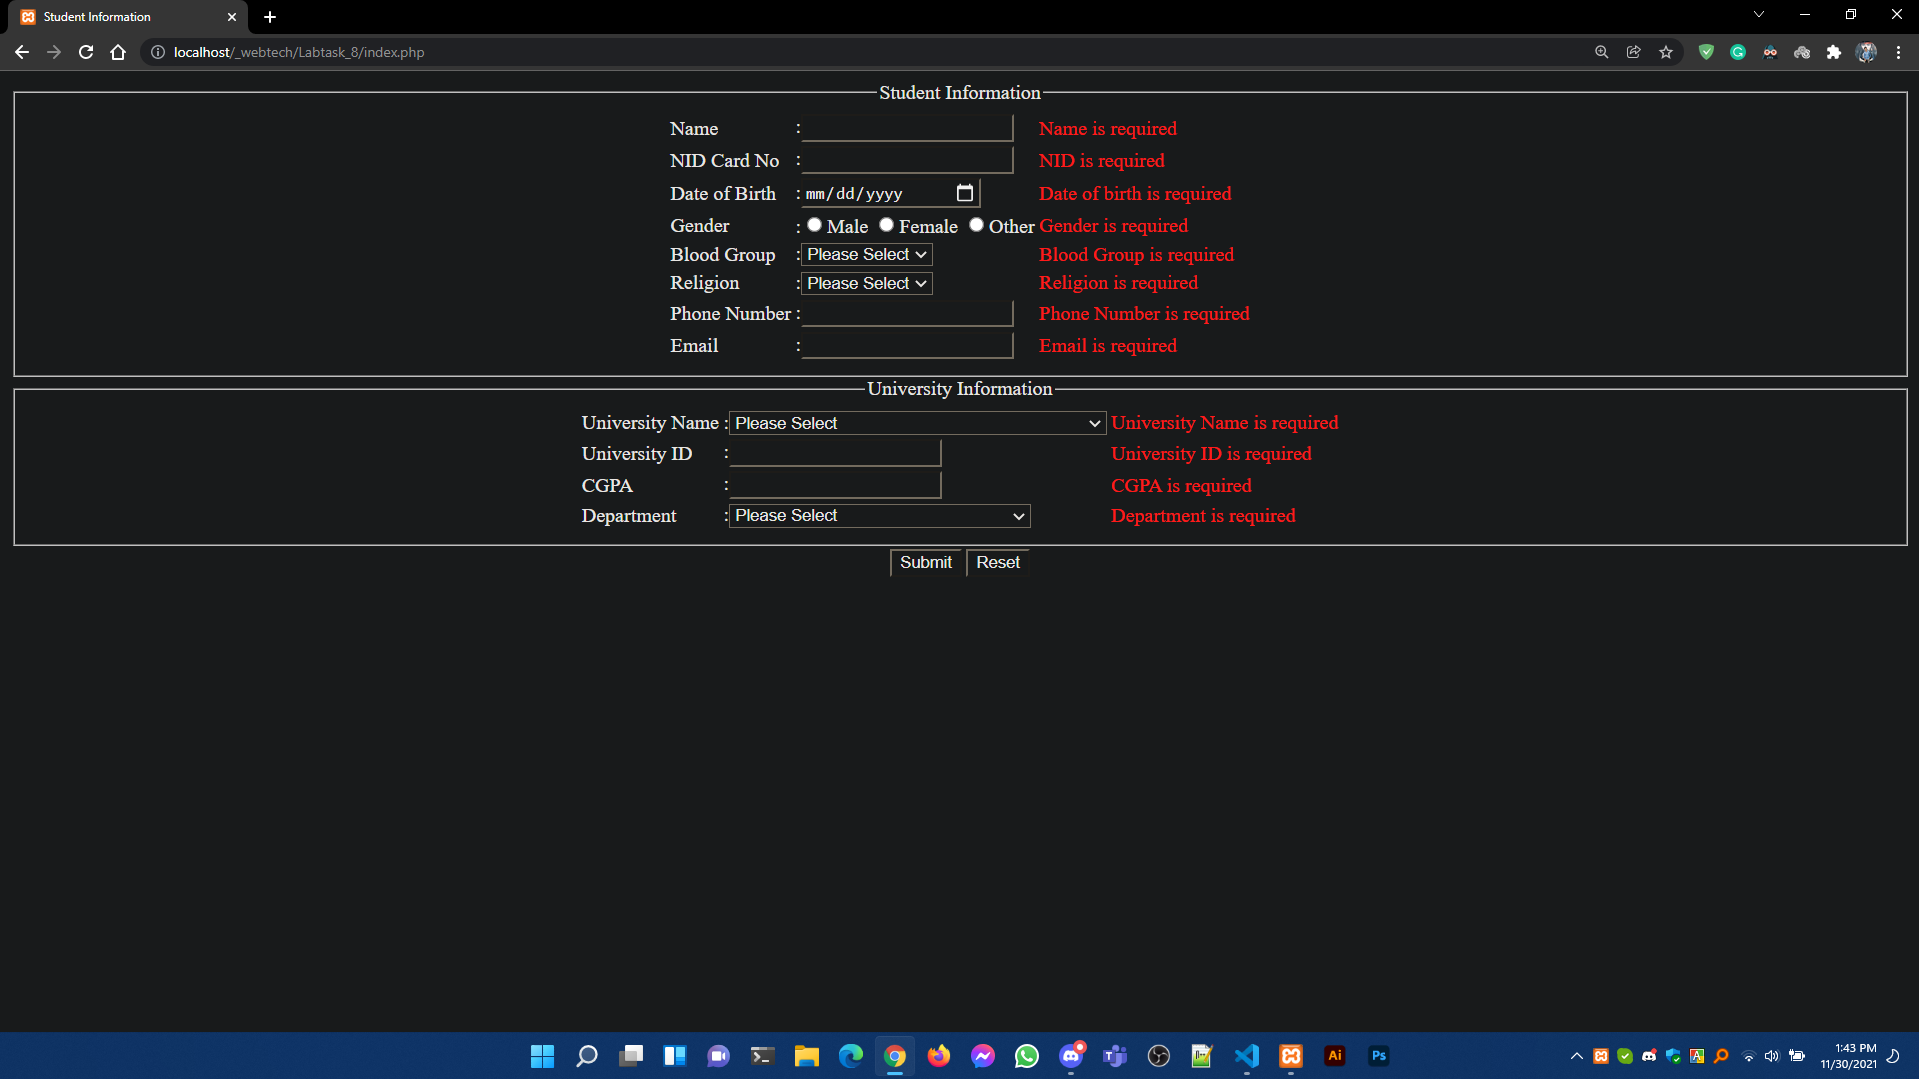 Student Information
localhost/_webtech/Labtask_8/index.php
Student Information
Name : Name is required
NID Card No : NID is required
Date of Birth : mm/dd/yyyy Date of birth is required
Gender : Male Female Other Gender is required
Blood Group : Please Select Blood Group is required
Religion : Please Select Religion is required
Phone Number : Phone Number is required
Email : Email is required
University Information
University Name : Please Select University Name is required
University ID : University ID is required
CGPA : CGPA is required
Department : Please Select Department is required
Submit Reset
Ai Ps
1:43 PM
11/30/2021